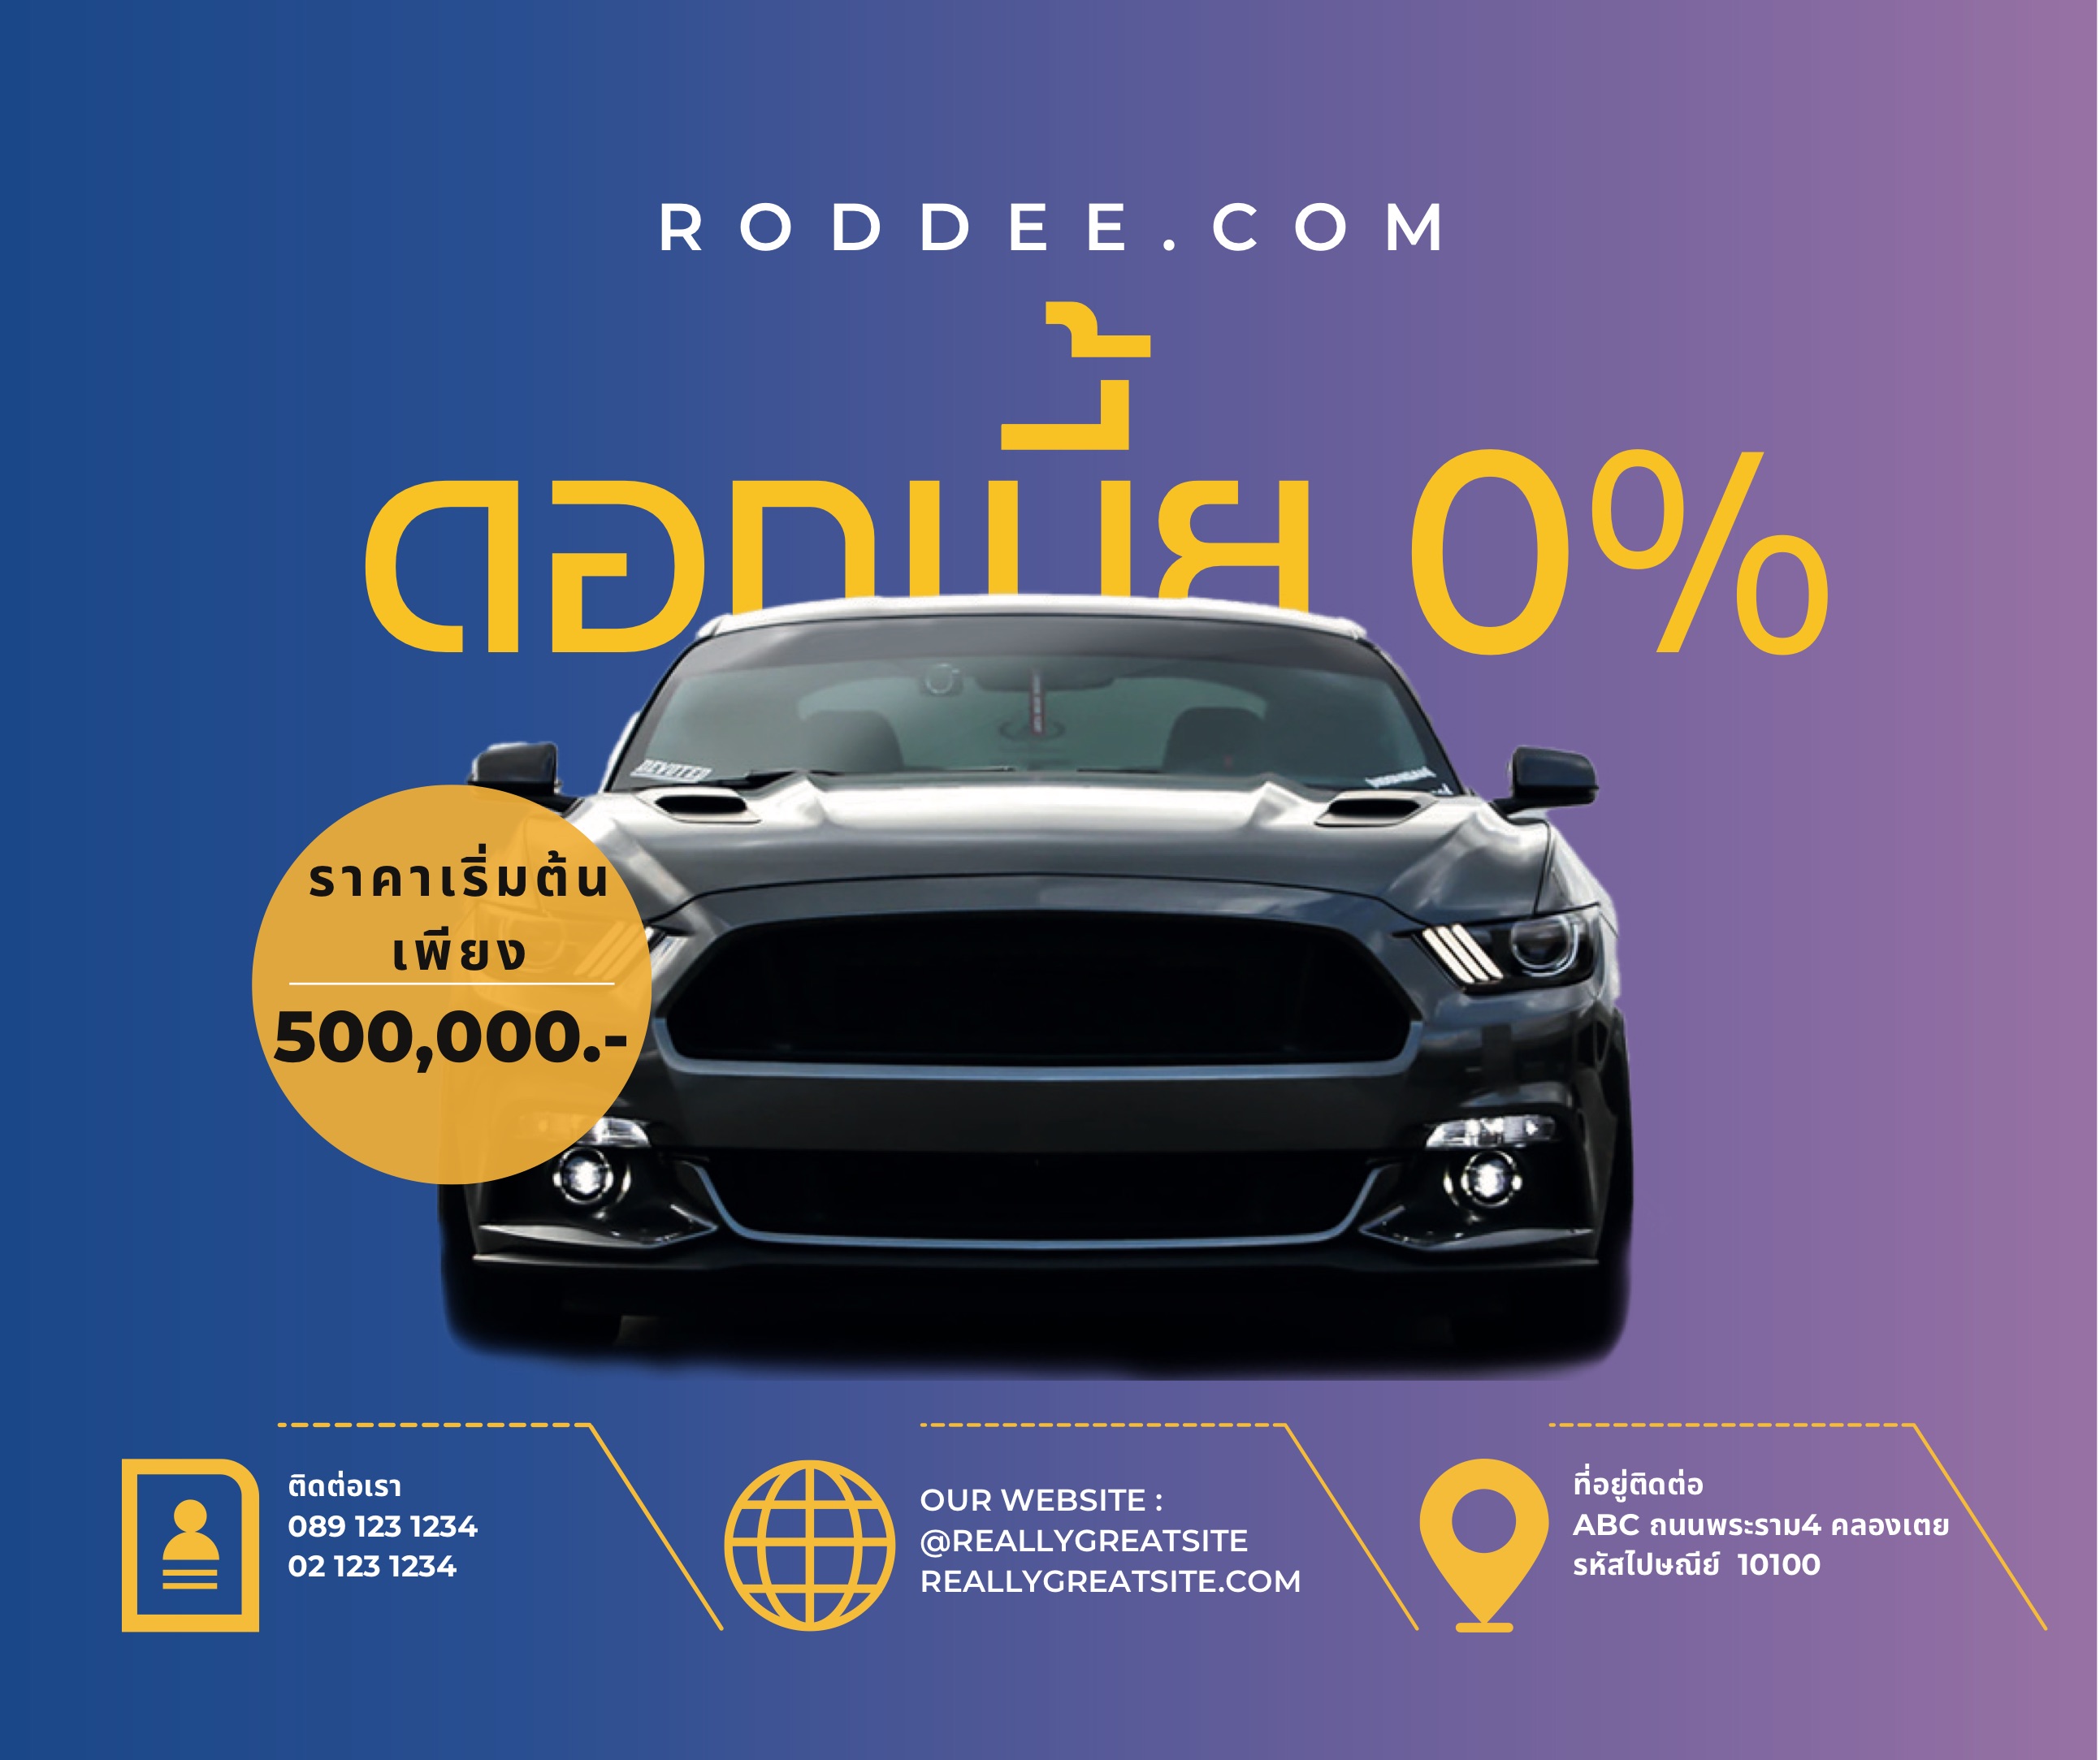 RODDEE.COM
ดอกเบี้ย 0%
DEVOTED
ราคาเริ่มต้น
เพียง
500,000.-
ติดต่อเรา
089 123 1234
02 123 1234
OUR WEBSITE :
@REALLYGREATSITE
REALLYGREATSITE.COM
ที่อยู่ติดต่อ
ABC ถนนพระราม4 คลองเตย
รหัสไปษณีย์ 10100